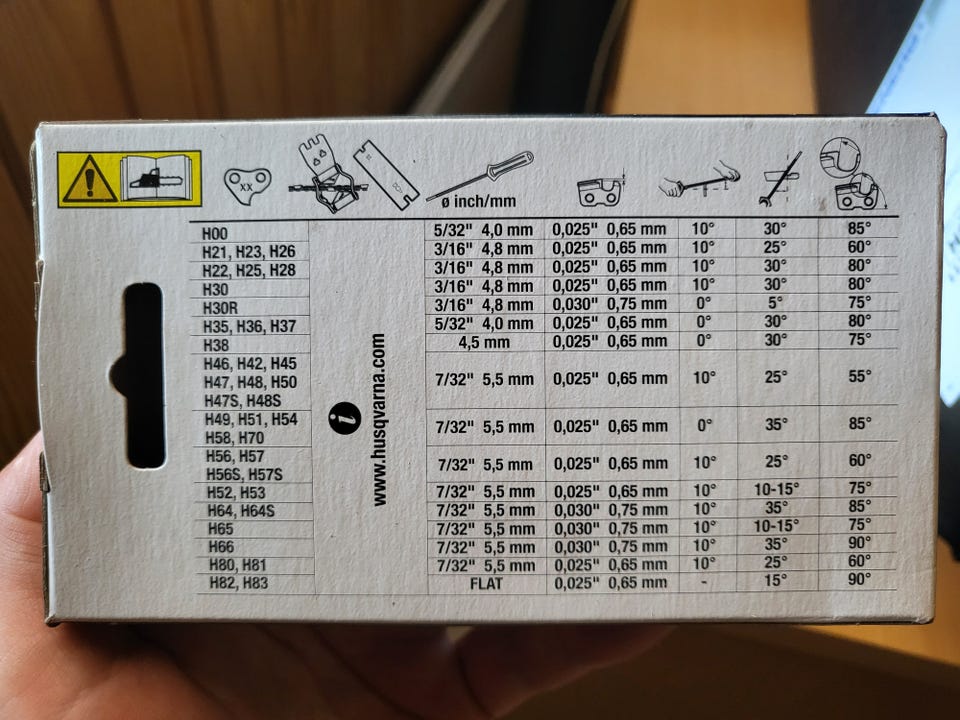 XX
ø inch/mm
H00 5/32" 4,0 mm 0,025" 0,65 mm 10° 30° 85°
H21, H23, H26 3/16" 4,8 mm 0,025" 0,65 mm 10° 25° 60°
H22, H25, H28 3/16" 4,8 mm 0,025" 0,65 mm 10° 30° 80°
H30 3/16" 4,8 mm 0,025" 0,65 mm 10° 30° 80°
H30R 3/16" 4,8 mm 0,030" 0,75 mm 0° 5° 75°
H35, H36, H37 5/32" 4,0 mm 0,025" 0,65 mm 0° 30° 80°
H38 4,5 mm 0,025" 0,65 mm 0° 30° 75°
H46, H42, H45
H47, H48, H50 7/32" 5,5 mm 0,025" 0,65 mm 10° 25° 55°
H47S, H48S
H49, H51, H54
H58, H70 7/32" 5,5 mm 0,025" 0,65 mm 0° 35° 85°
H56, H57
H56S, H57S 7/32" 5,5 mm 0,025" 0,65 mm 10° 25° 60°
H52, H53 7/32" 5,5 mm 0,025" 0,65 mm 10° 10-15° 75°
H64, H64S 7/32" 5,5 mm 0,030" 0,75 mm 10° 35° 85°
H65 7/32" 5,5 mm 0,030" 0,75 mm 10° 10-15° 75°
H66 7/32" 5,5 mm 0,030" 0,75 mm 10° 35° 90°
H80, H81 7/32" 5,5 mm 0,025" 0,65 mm 10° 25° 60°
H82, H83 FLAT 0,025" 0,65 mm - 15° 90°
i www.husqvarna.com